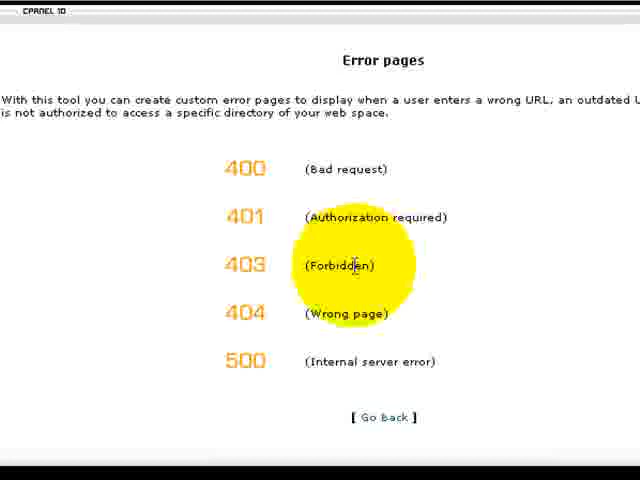 CPANEL 10
Error pages
With this tool you can create custom error pages to display when a user enters a wrong URL, an outdated U
is not authorized to access a specific directory of your web space.
400 (Bad request)
401 (Authorization required)
403 (Forbidden)
404 (Wrong page)
500 (Internal server error)
[ Go Back ]